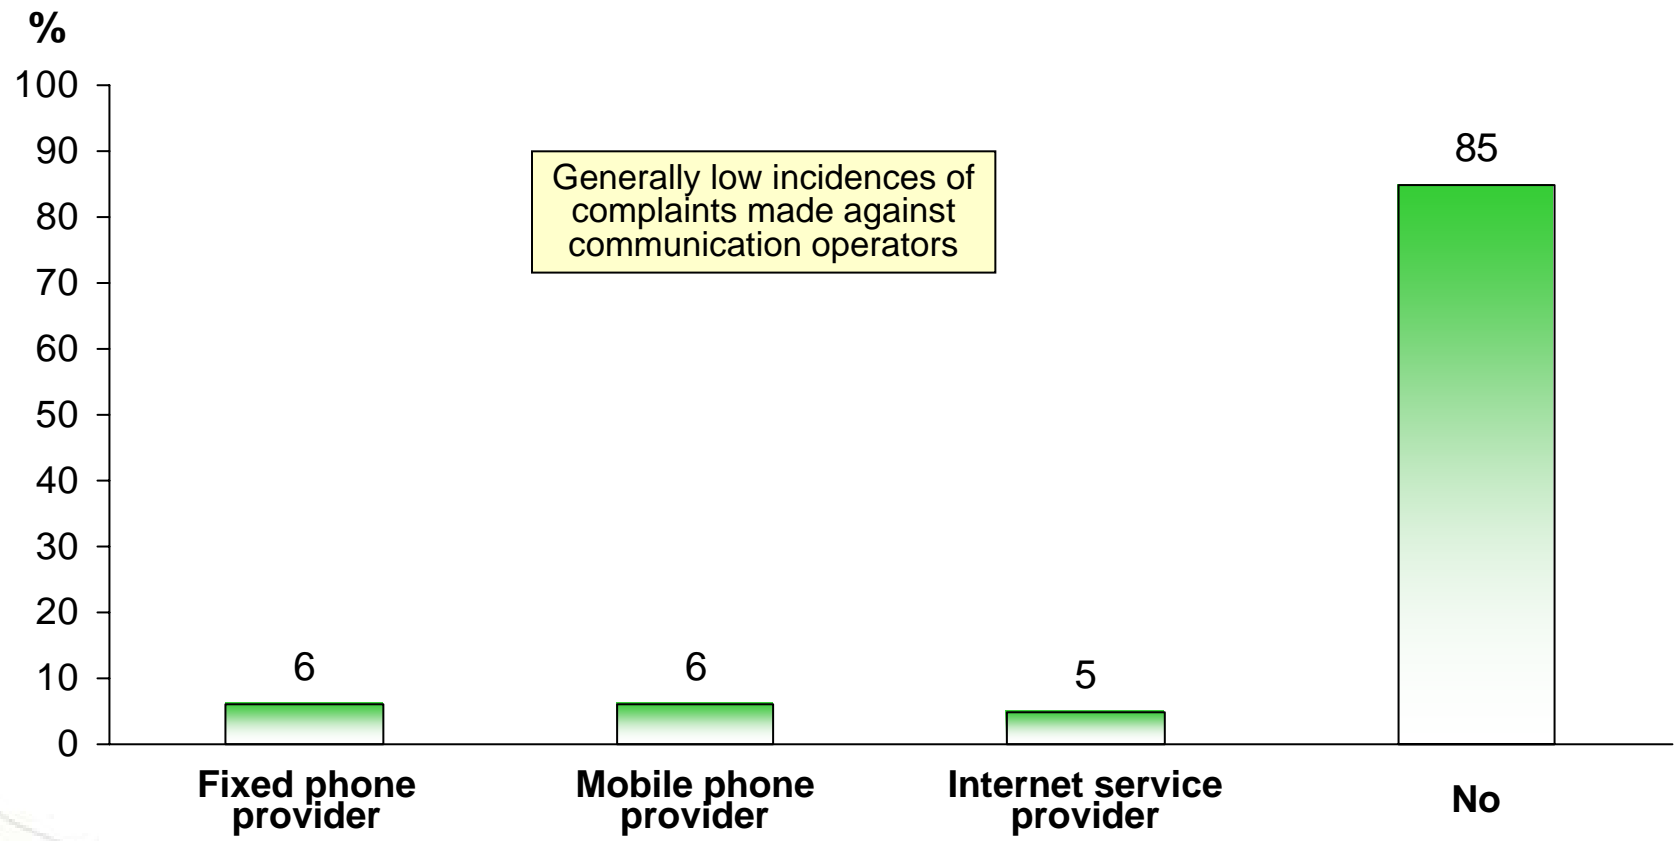 %
100
90
80
70
60
50
40
30
20
10
0
Generally low incidences of
complaints made against
communication operators
6
6
5
85
Fixed phone
provider
Mobile phone
provider
Internet service
provider
No